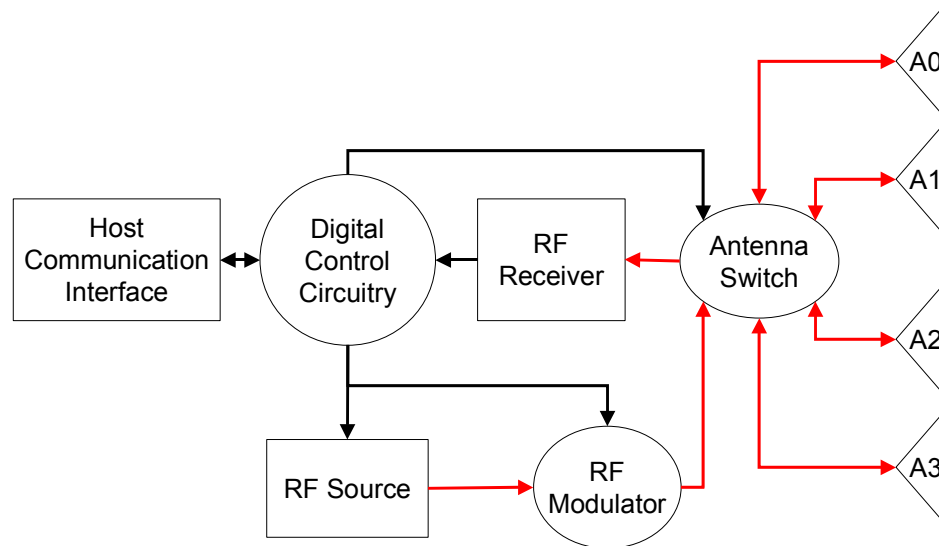 A0
A1
Host
Communication
Interface
Digital
Control
Circuitry
RF
Receiver
Antenna
Switch
A2
RF Source
RF
Modulator
A3